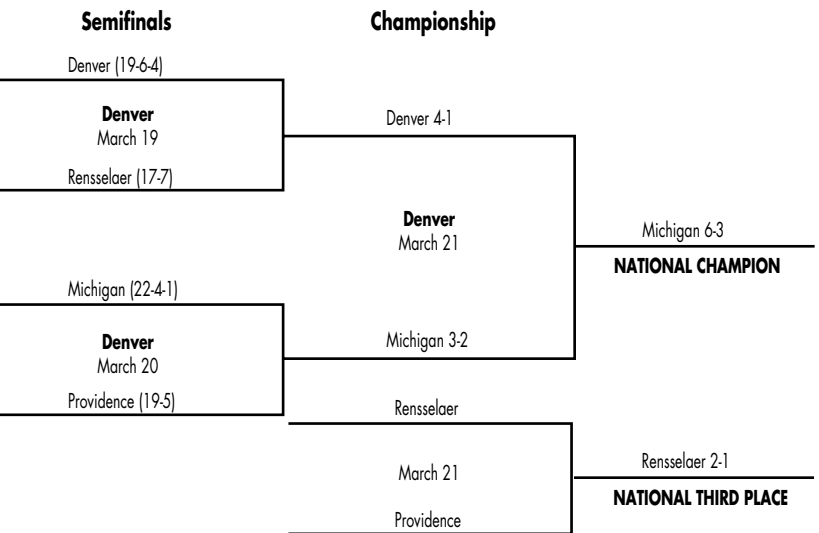 Semifinals
Championship
Denver (19-6-4)
Denver
March 19
Rensselaer (17-7)
Denver 4-1
Denver
March 21
Michigan 6-3
NATIONAL CHAMPION
Michigan (22-4-1)
Denver
March 20
Providence (19-5)
Michigan 3-2
Rensselaer
March 21
Providence
Rensselaer 2-1
NATIONAL THIRD PLACE